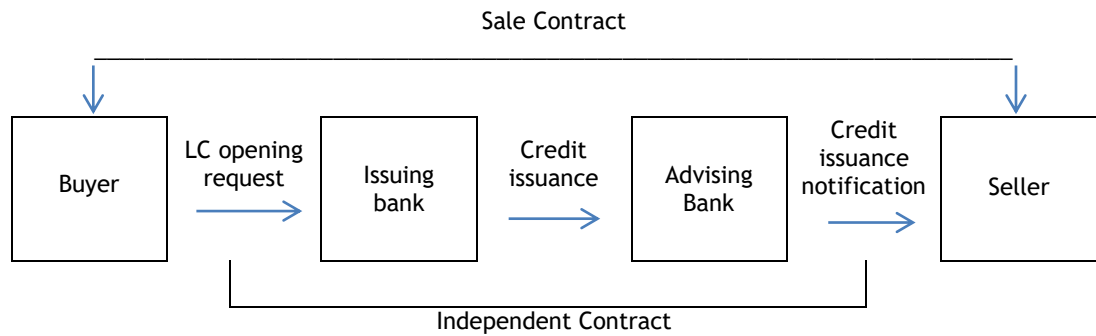 Sale Contract
Buyer
LC opening
request
Issuing
bank
Credit
issuance
Advising
Bank
Credit
issuance
notification
Seller
Independent Contract